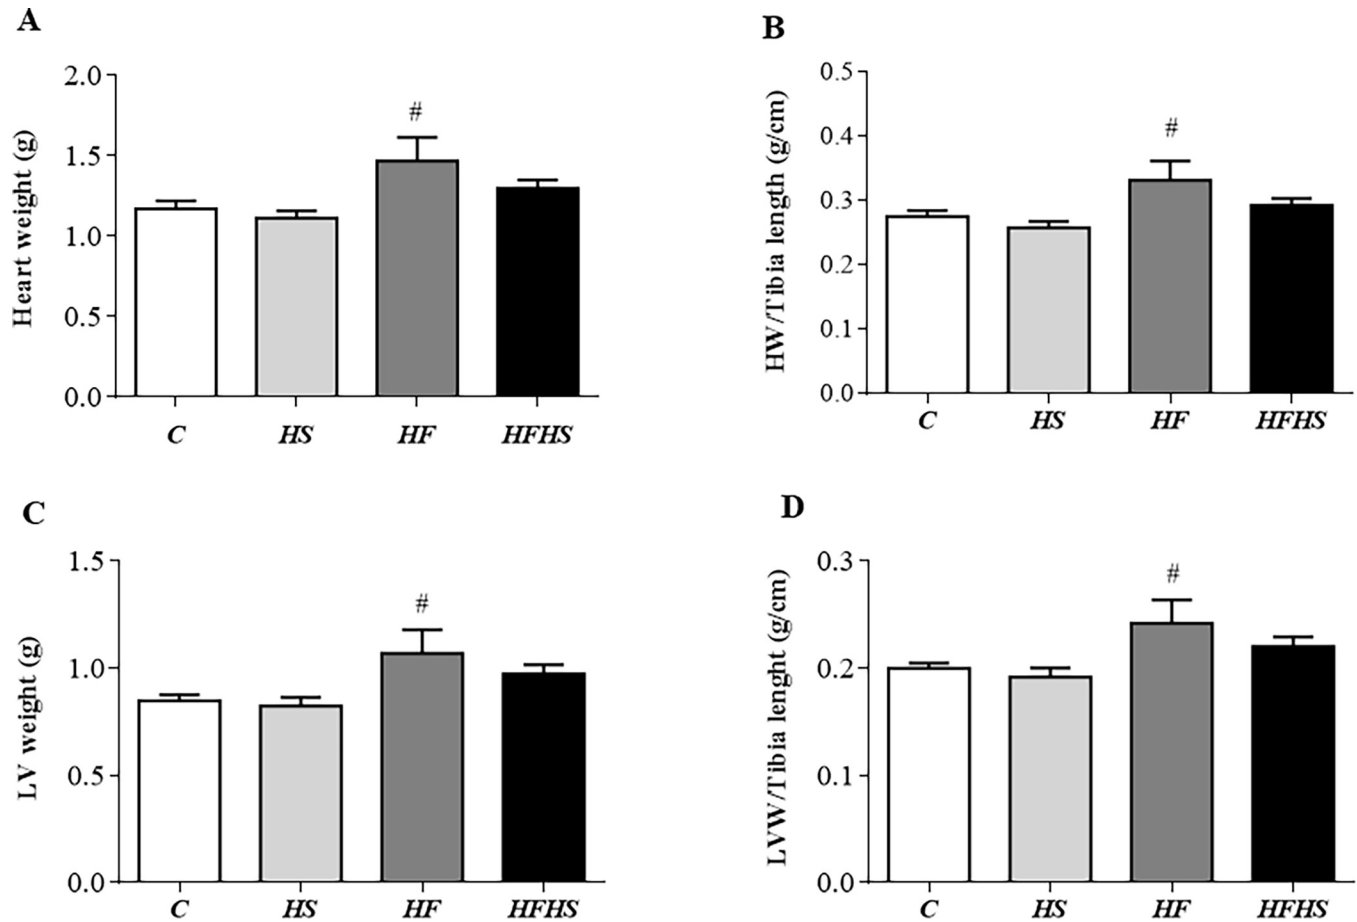 A
Heart weight (g)
2.0
1.5
1.0
0.5
0.0
#
C HS HF HFHS
B
HW/Tibia length (g/cm)
0.5
0.4
0.3
0.2
0.1
0.0
#
C HS HF HFHS
C
LV weight (g)
1.5
1.0
0.5
0.0
#
C HS HF HFHS
D
LVW/Tibia lenght (g/cm)
0.3
0.2
0.1
0.0
#
C HS HF HFHS